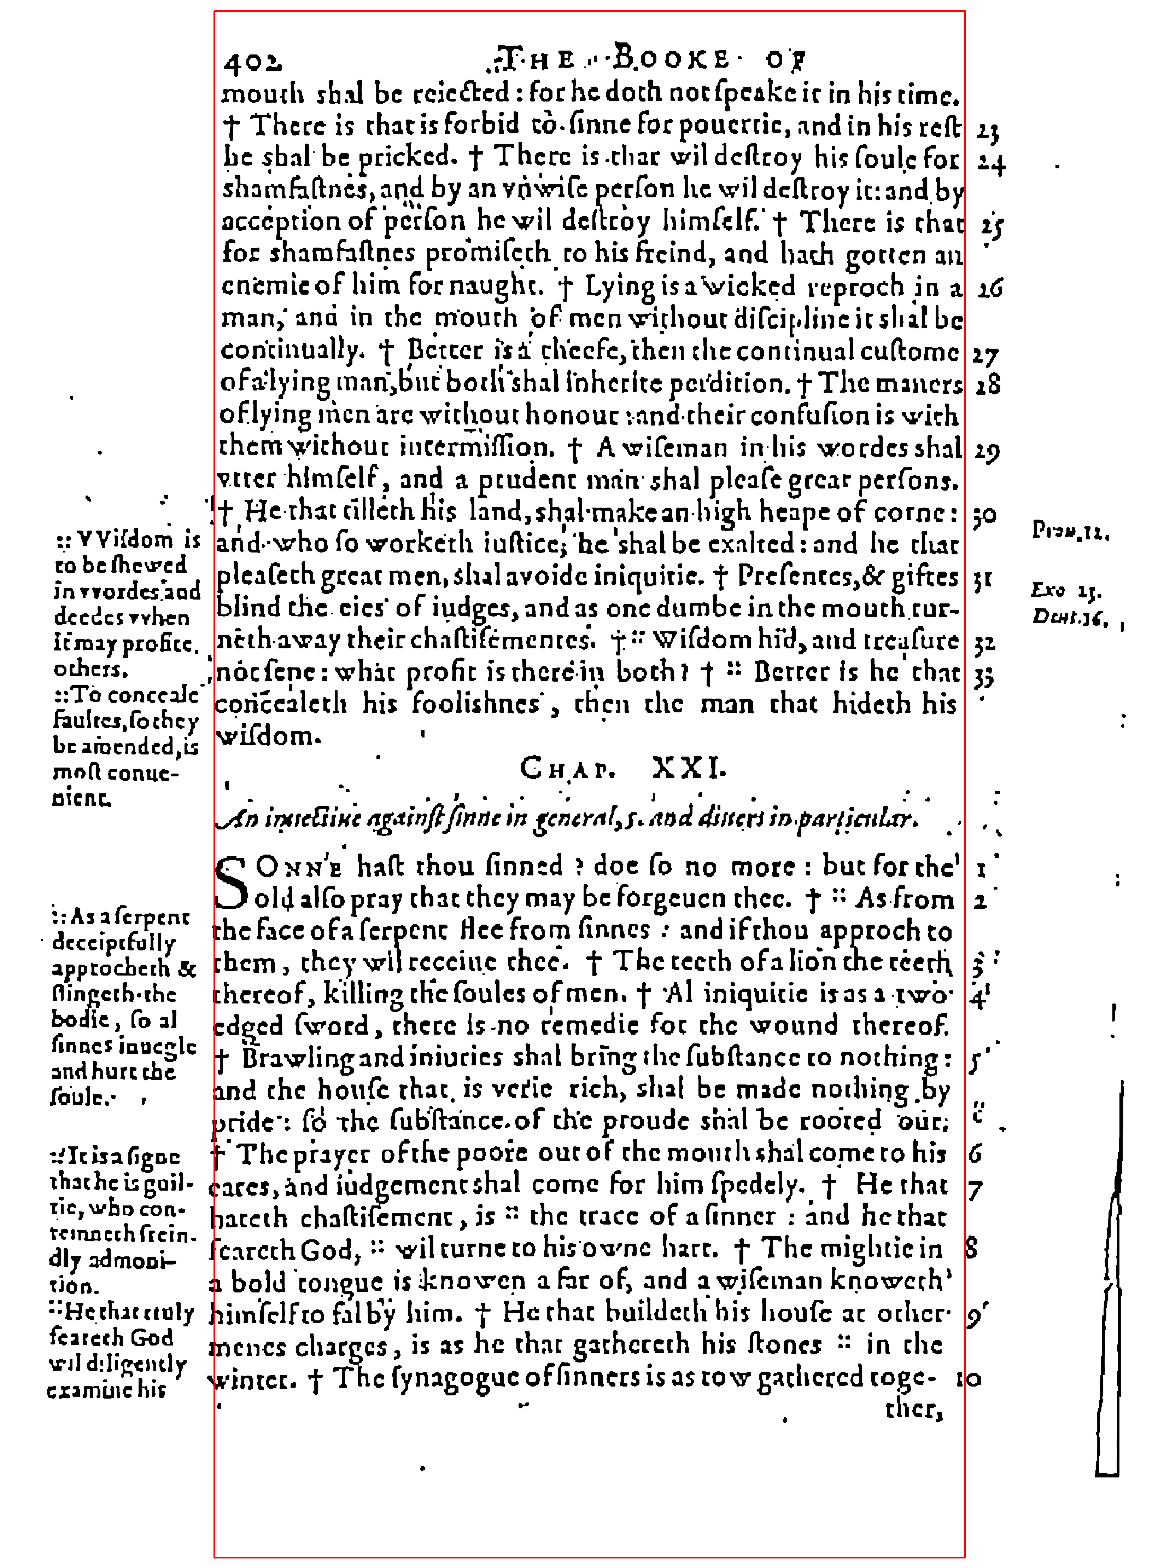 402 THE BOOKE OF
mouth shal be reiected : for he doth not speake it in his time.
† There is that is forbid to sinne for pouertie, and in his rest 23
he shal be pricked. † There is that wil destroy his soule for 24
shamfastnes, and by an vnwise person he wil destroy it: and by
acception of person he wil destroy himself. † There is that 25
for shamfastnes promiseth to his freind, and hath gotten an
enemie of him for naught. † Lying is a wicked reproch in a 26
man, and in the mouth of men without discipline it shal be
continually. † Better is a theefe, then the continual custome 27
of a lying man, but both shal inherite perdition. † The maners 28
of lying men are without honour : and their confusion is with
them without intermission. † A wiseman in his wordes shal 29
vtter himself, and a prudent man shal please great persons.
† He that tilleth his land, shal make an high heape of corne : 30
and who so worketh iustice, he shal be exalted : and he that
pleaseth great men, shal avoide iniquitie. † Presentes, & giftes 31
blind the eies of iudges, and as one dumbe in the mouth tur-
neth away their chastisementes. † :: Wisdom hid, and treasure 32
not sene : what profit is there in both? † :: Better is he that 33
concealeth his foolishnes, then the man that hideth his
wisdom.
Prou. 12.
Exo 23.
Deut. 16.
:: VVisdom is
to be shewed
in vvordes and
deedes vvhen
it may profite
others.
:: To conceale
faultes, so they
be amended, is
most conue-
nient.
CHAP. XXI.
An inuectiue against sinne in general, 5. and diuers in particular.
SONNE hast thou sinned ? doe so no more : but for the 1
old also pray that they may be forgeuen thee. † :: As from 2
the face of a serpent flee from sinnes : and if thou approch to
them, they wil receiue thee. † The teeth of a lion the teeth 3
thereof, killing the soules of men. † Al iniquitie is as a two 4
edged sword, there is no remedie for the wound thereof.
† Brawling and iniuries shal bring the substance to nothing : 5
and the house that is verie rich, shal be made nothing by
pride : so the substance of the proude shal be rooted out.
† The prayer of the poore out of the mouth shal come to his 6
eares, and iudgement shal come for him spedely. † He that 7
hateth chastisement, is :: the trace of a sinner : and he that
feareth God, :: wil turne to his owne hart. † The mightie in 8
a bold tongue is knowen a far of, and a wiseman knoweth
himself to fal by him. † He that buildeth his house at other 9
menes charges, is as he that gathereth his stones :: in the
winter. † The synagogue of sinners is as tow gathered toge- 10
ther,
:: As a serpent
deceiptfully
approcheth &
stingeth the
bodie, so al
sinnes inuegle
and hurt the
soule.
:: It is a signe
that he is guil-
tie, who con-
temneth frein-
dly admoni-
tion.
:: He that truly
feareth God
wil diligently
examine his